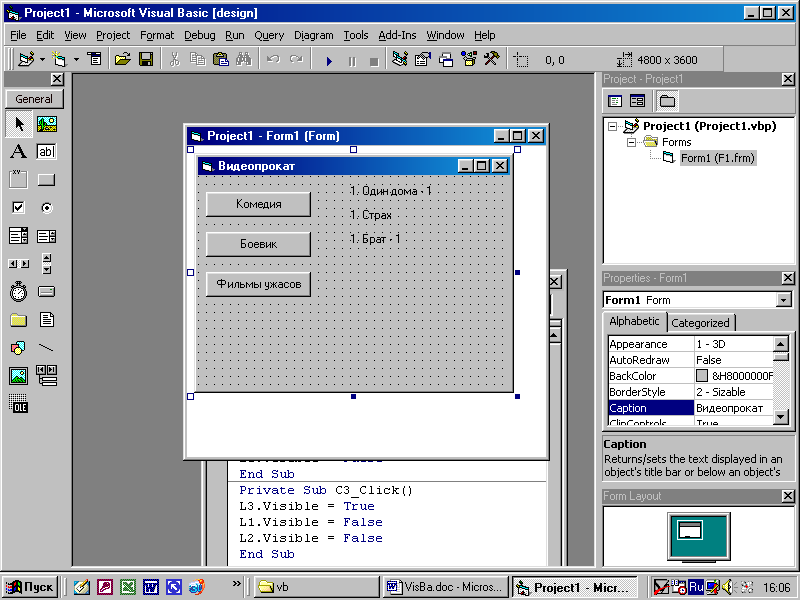 Project1 - Microsoft Visual Basic [design]
File Edit View Project Format Debug Run Query Diagram Tools Add-Ins Window Help
0, 0 4800 x 3600
General
A ab|
xv
OLE
Project1 - Form1 (Form)
Видеопрокат
Комедия
Боевик
Фильмы ужасов
1. Один дома - 1
1. Страх
1. Брат - 1
End Sub
Private Sub C3_Click()
L3.Visible = True
L1.Visible = False
L2.Visible = False
End Sub
Project - Project1
Project1 (Project1.vbp)
Forms
Form1 (F1.frm)
Properties - Form1
Form1 Form
Alphabetic Categorized
Appearance 1 - 3D
AutoRedraw False
BackColor &H8000000F
BorderStyle 2 - Sizable
Caption Видеопрокат
ClipControls True
Caption
Returns/sets the text displayed in an
object's title bar or below an object's
Form Layout
Пуск » vb VisBa.doc - Micros... Project1 - Micr... Ru 16:06